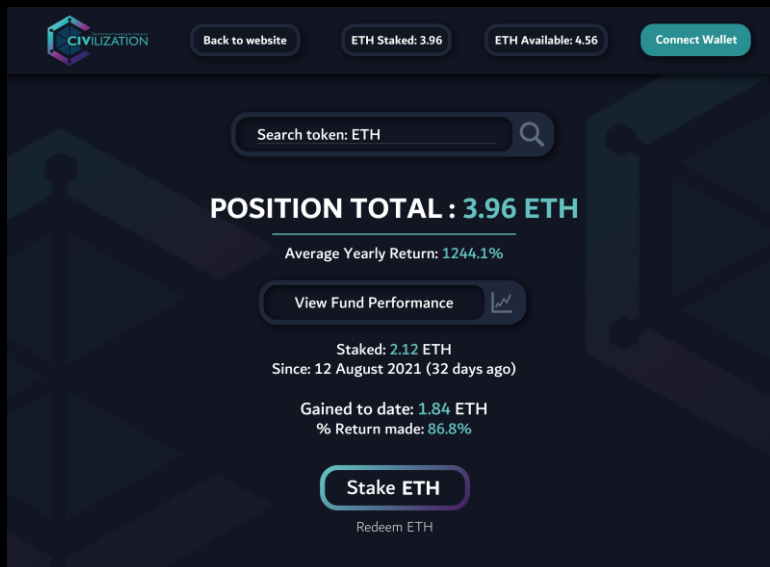 CIVILIZATION
Back to website
ETH Staked: 3.96
ETH Available: 4.56
Connect Wallet
Search token: ETH
POSITION TOTAL : 3.96 ETH
Average Yearly Return: 1244.1%
View Fund Performance
Staked: 2.12 ETH
Since: 12 August 2021 (32 days ago)
Gained to date: 1.84 ETH
% Return made: 86.8%
Stake ETH
Redeem ETH